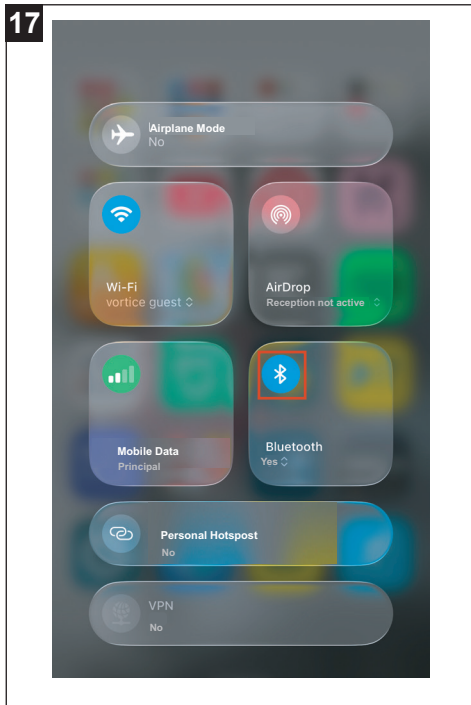 17
Airplane Mode
No
Wi-Fi
vortice guest
AirDrop
Reception not active
Mobile Data
Principal
Bluetooth
Yes
Personal Hotspost
No
VPN
No